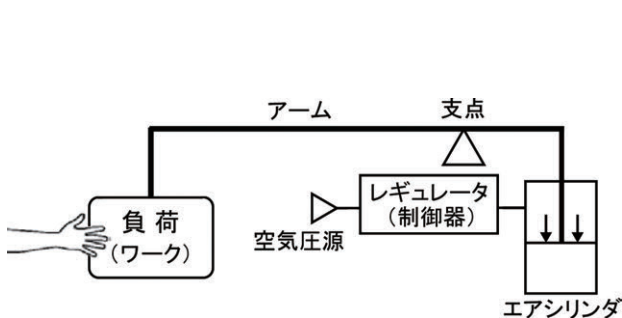 アーム
支点
負荷
(ワーク)
レギュレータ
(制御器)
空気圧源
エアシリンダ